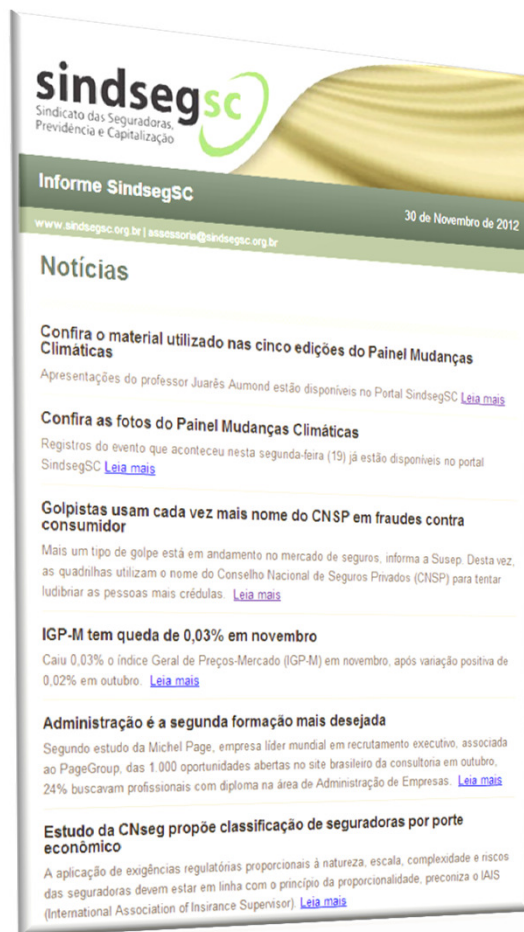 sindsegsc
Sindicato das Seguradoras,
Previdência e Capitalização
Informe SindsegSC
30 de Novembro de 2012
www.sindsegsc.org.br | assessoria@sindsegsc.org.br
Notícias
Confira o material utilizado nas cinco edições do Painel Mudanças
Climáticas
Apresentações do professor Juarês Aumond estão disponíveis no Portal SindsegSC Leia mais
Confira as fotos do Painel Mudanças Climáticas
Registros do evento que aconteceu nesta segunda-feira (19) já estão disponíveis no portal
SindsegSC Leia mais
Golpistas usam cada vez mais nome do CNSP em fraudes contra
consumidor
Mais um tipo de golpe está em andamento no mercado de seguros, informa a Susep. Desta vez,
as quadrilhas utilizam o nome do Conselho Nacional de Seguros Privados (CNSP) para tentar
ludibriar as pessoas mais crédulas. Leia mais
IGP-M tem queda de 0,03% em novembro
Caiu 0,03% o índice Geral de Preços-Mercado (IGP-M) em novembro, após variação positiva de
0,02% em outubro. Leia mais
Administração é a segunda formação mais desejada
Segundo estudo da Michel Page, empresa líder mundial em recrutamento executivo, associada
ao PageGroup, das 1.000 oportunidades abertas no site brasileiro da consultoria em outubro,
24% buscavam profissionais com diploma na área de Administração de Empresas. Leia mais
Estudo da CNseg propõe classificação de seguradoras por porte
econômico
A aplicação de exigências regulatórias proporcionais à natureza, escala, complexidade e riscos
das seguradoras devem estar em linha com o princípio da proporcionalidade, preconiza o IAIS
(International Association of Insirance Supervisor). Leia mais